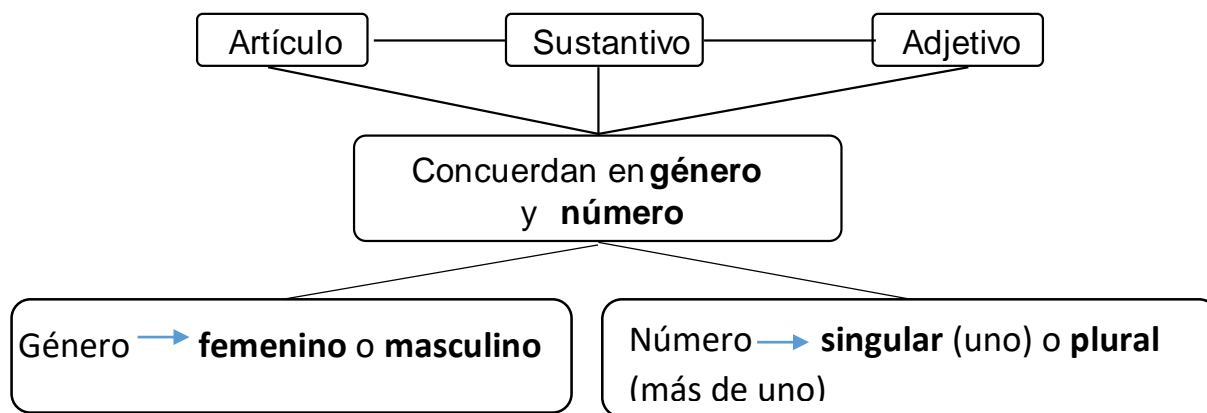 Artículo Sustantivo Adjetivo
Concuerdan en género
y número
Género femenino o masculino
Número singular (uno) o plural
(más de uno)